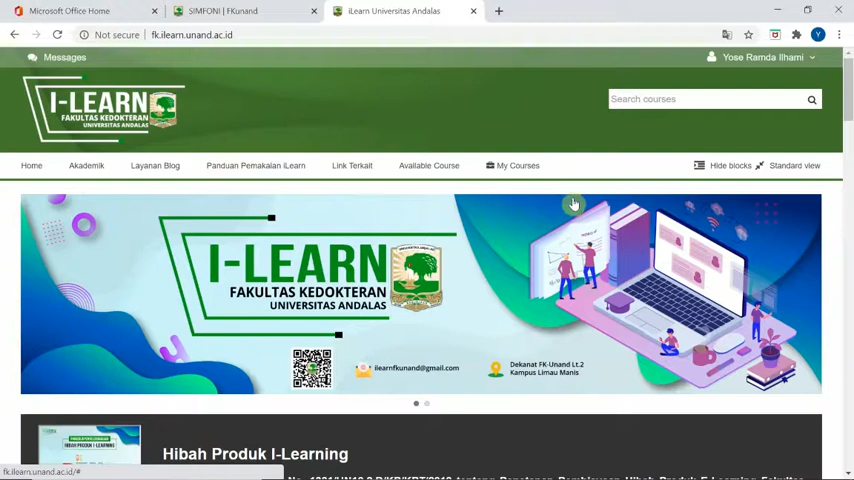 Microsoft Office Home
SIMFONI | FKunand
iLearn Universitas Andalas
Not secure | fk.ilearn.unand.ac.id
Y
Messages
Yose Ramda Ilhami
I-LEARN
FAKULTAS KEDOKTERAN
UNIVERSITAS ANDALAS
Search courses
Home Akademik Layanan Blog Panduan Pemakaian iLearn Link Terkait Available Course My Courses Hide blocks Standard view
I-LEARN
FAKULTAS KEDOKTERAN
UNIVERSITAS ANDALAS
ilearnfkunand@gmail.com
Dekanat FK-Unand Lt.2
Kampus Limau Manis
Hibah Produk I-Learning
fk.ilearn.unand.ac.id/#